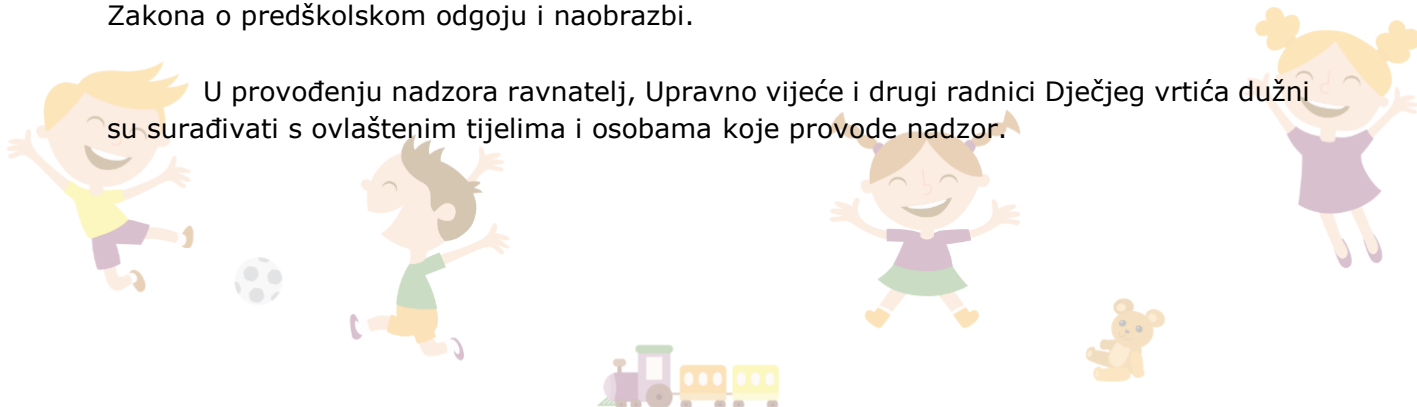 Zakona o predškolskom odgoju i naobrazbi.
U provođenju nadzora ravnatelj, Upravno vijeće i drugi radnici Dječjeg vrtića dužni
su surađivati s ovlaštenim tijelima i osobama koje provode nadzor.